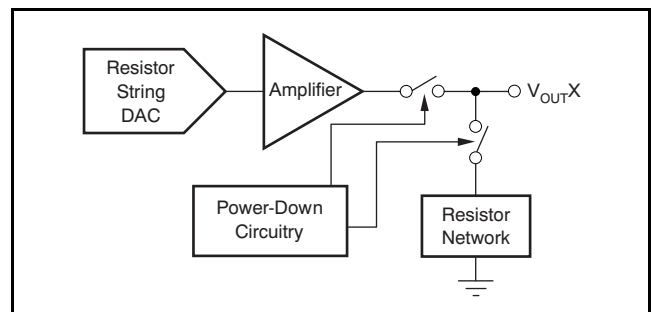 Resistor
String
DAC
Amplifier
V_OUTX
Power-Down
Circuitry
Resistor
Network